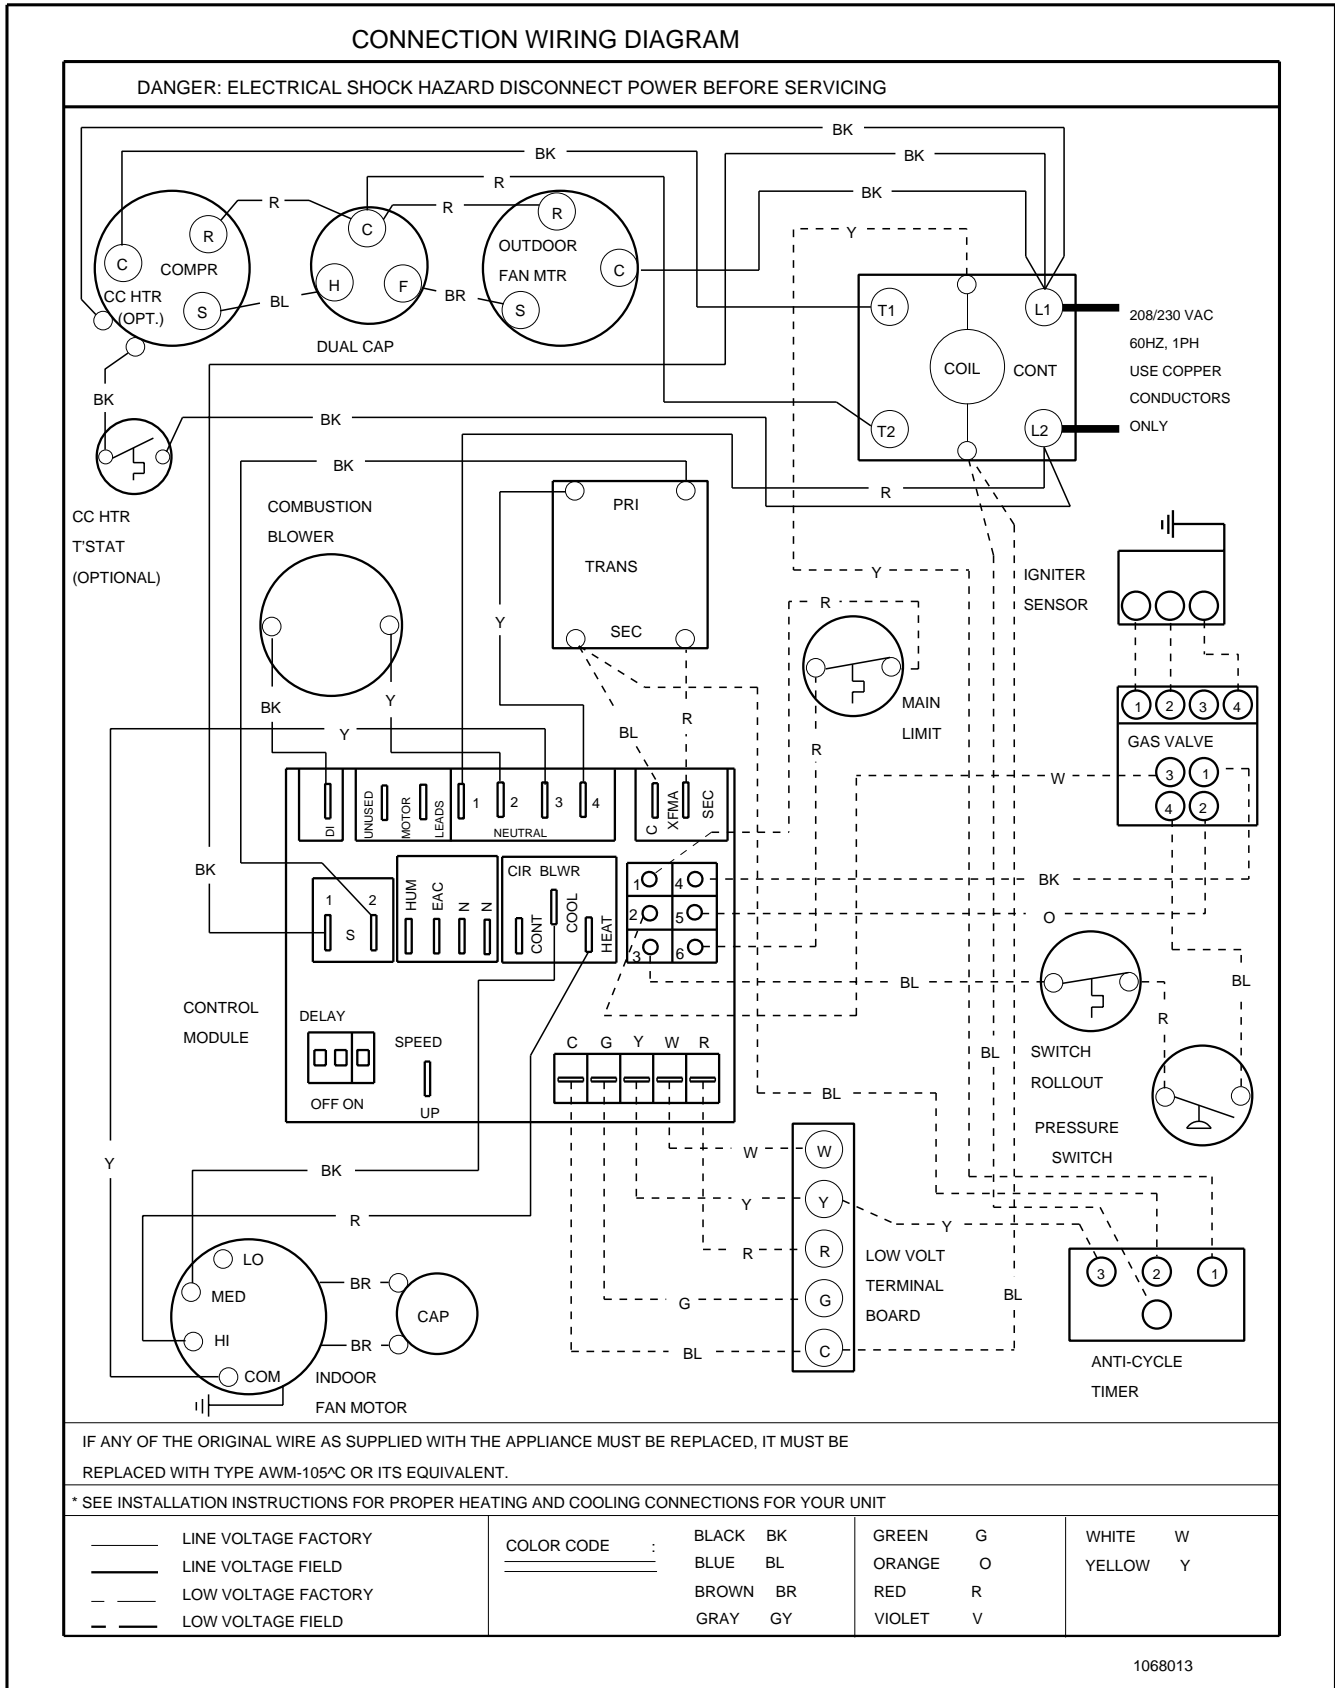 CONNECTION WIRING DIAGRAM
DANGER: ELECTRICAL SHOCK HAZARD DISCONNECT POWER BEFORE SERVICING
BK
BK
BK
R
BK
R
R
Y
R
C
COMPR
CC HTR
(OPT.)
S
BL
C
H
F
DUAL CAP
BR
R
OUTDOOR
FAN MTR
C
S
T1
L1
COIL
CONT
T2
L2
208/230 VAC
60HZ, 1PH
USE COPPER
CONDUCTORS
ONLY
BK
BK
BK
R
CC HTR
T'STAT
(OPTIONAL)
COMBUSTION
BLOWER
PRI
TRANS
SEC
Y
Y
R
IGNITER
SENSOR
MAIN
LIMIT
BK
Y
Y
BL
R
R
1
2
3
4
GAS VALVE
3
1
4
2
W
DI
UNUSED
MOTOR
LEADS
1
2
3
4
NEUTRAL
C
XFMA
SEC
BK
1
2
S
HUM
EAC
N
N
CIR BLWR
CONT
COOL
HEAT
1
4
2
5
3
6
BK
O
BL
R
BL
CONTROL
MODULE
DELAY
OFF ON
SPEED
UP
C
G
Y
W
R
BL
SWITCH
ROLLOUT
BL
PRESSURE
SWITCH
Y
BK
R
W
Y
R
G
BL
W
Y
R
G
C
Y
LOW VOLT
TERMINAL
BOARD
BL
3
2
1
ANTI-CYCLE
TIMER
LO
MED
HI
COM
BR
BR
CAP
INDOOR
FAN MOTOR
IF ANY OF THE ORIGINAL WIRE AS SUPPLIED WITH THE APPLIANCE MUST BE REPLACED, IT MUST BE
REPLACED WITH TYPE AWM-105^C OR ITS EQUIVALENT.
* SEE INSTALLATION INSTRUCTIONS FOR PROPER HEATING AND COOLING CONNECTIONS FOR YOUR UNIT
LINE VOLTAGE FACTORY
LINE VOLTAGE FIELD
LOW VOLTAGE FACTORY
LOW VOLTAGE FIELD
COLOR CODE :
BLACK BK
BLUE BL
BROWN BR
GRAY GY
GREEN G
ORANGE O
RED R
VIOLET V
WHITE W
YELLOW Y
1068013